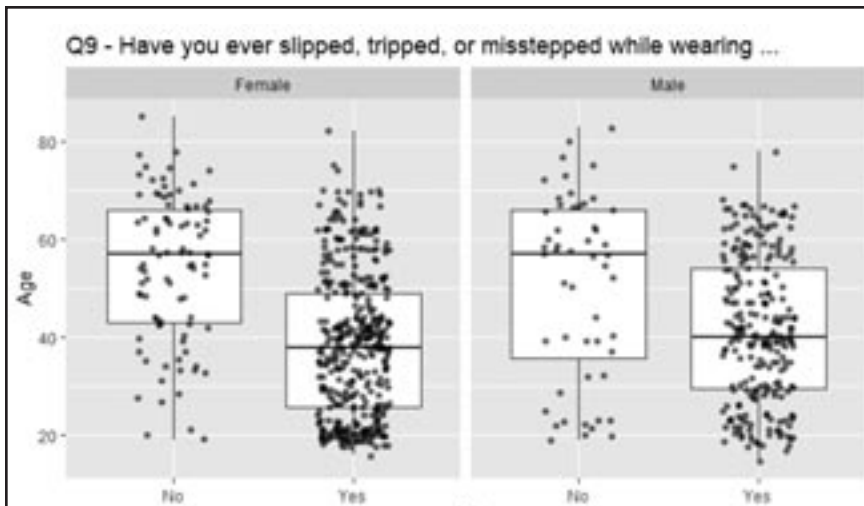 Q9 - Have you ever slipped, tripped, or misstepped while wearing ...
Female Male
Age
80
60
40
20
No Yes No Yes